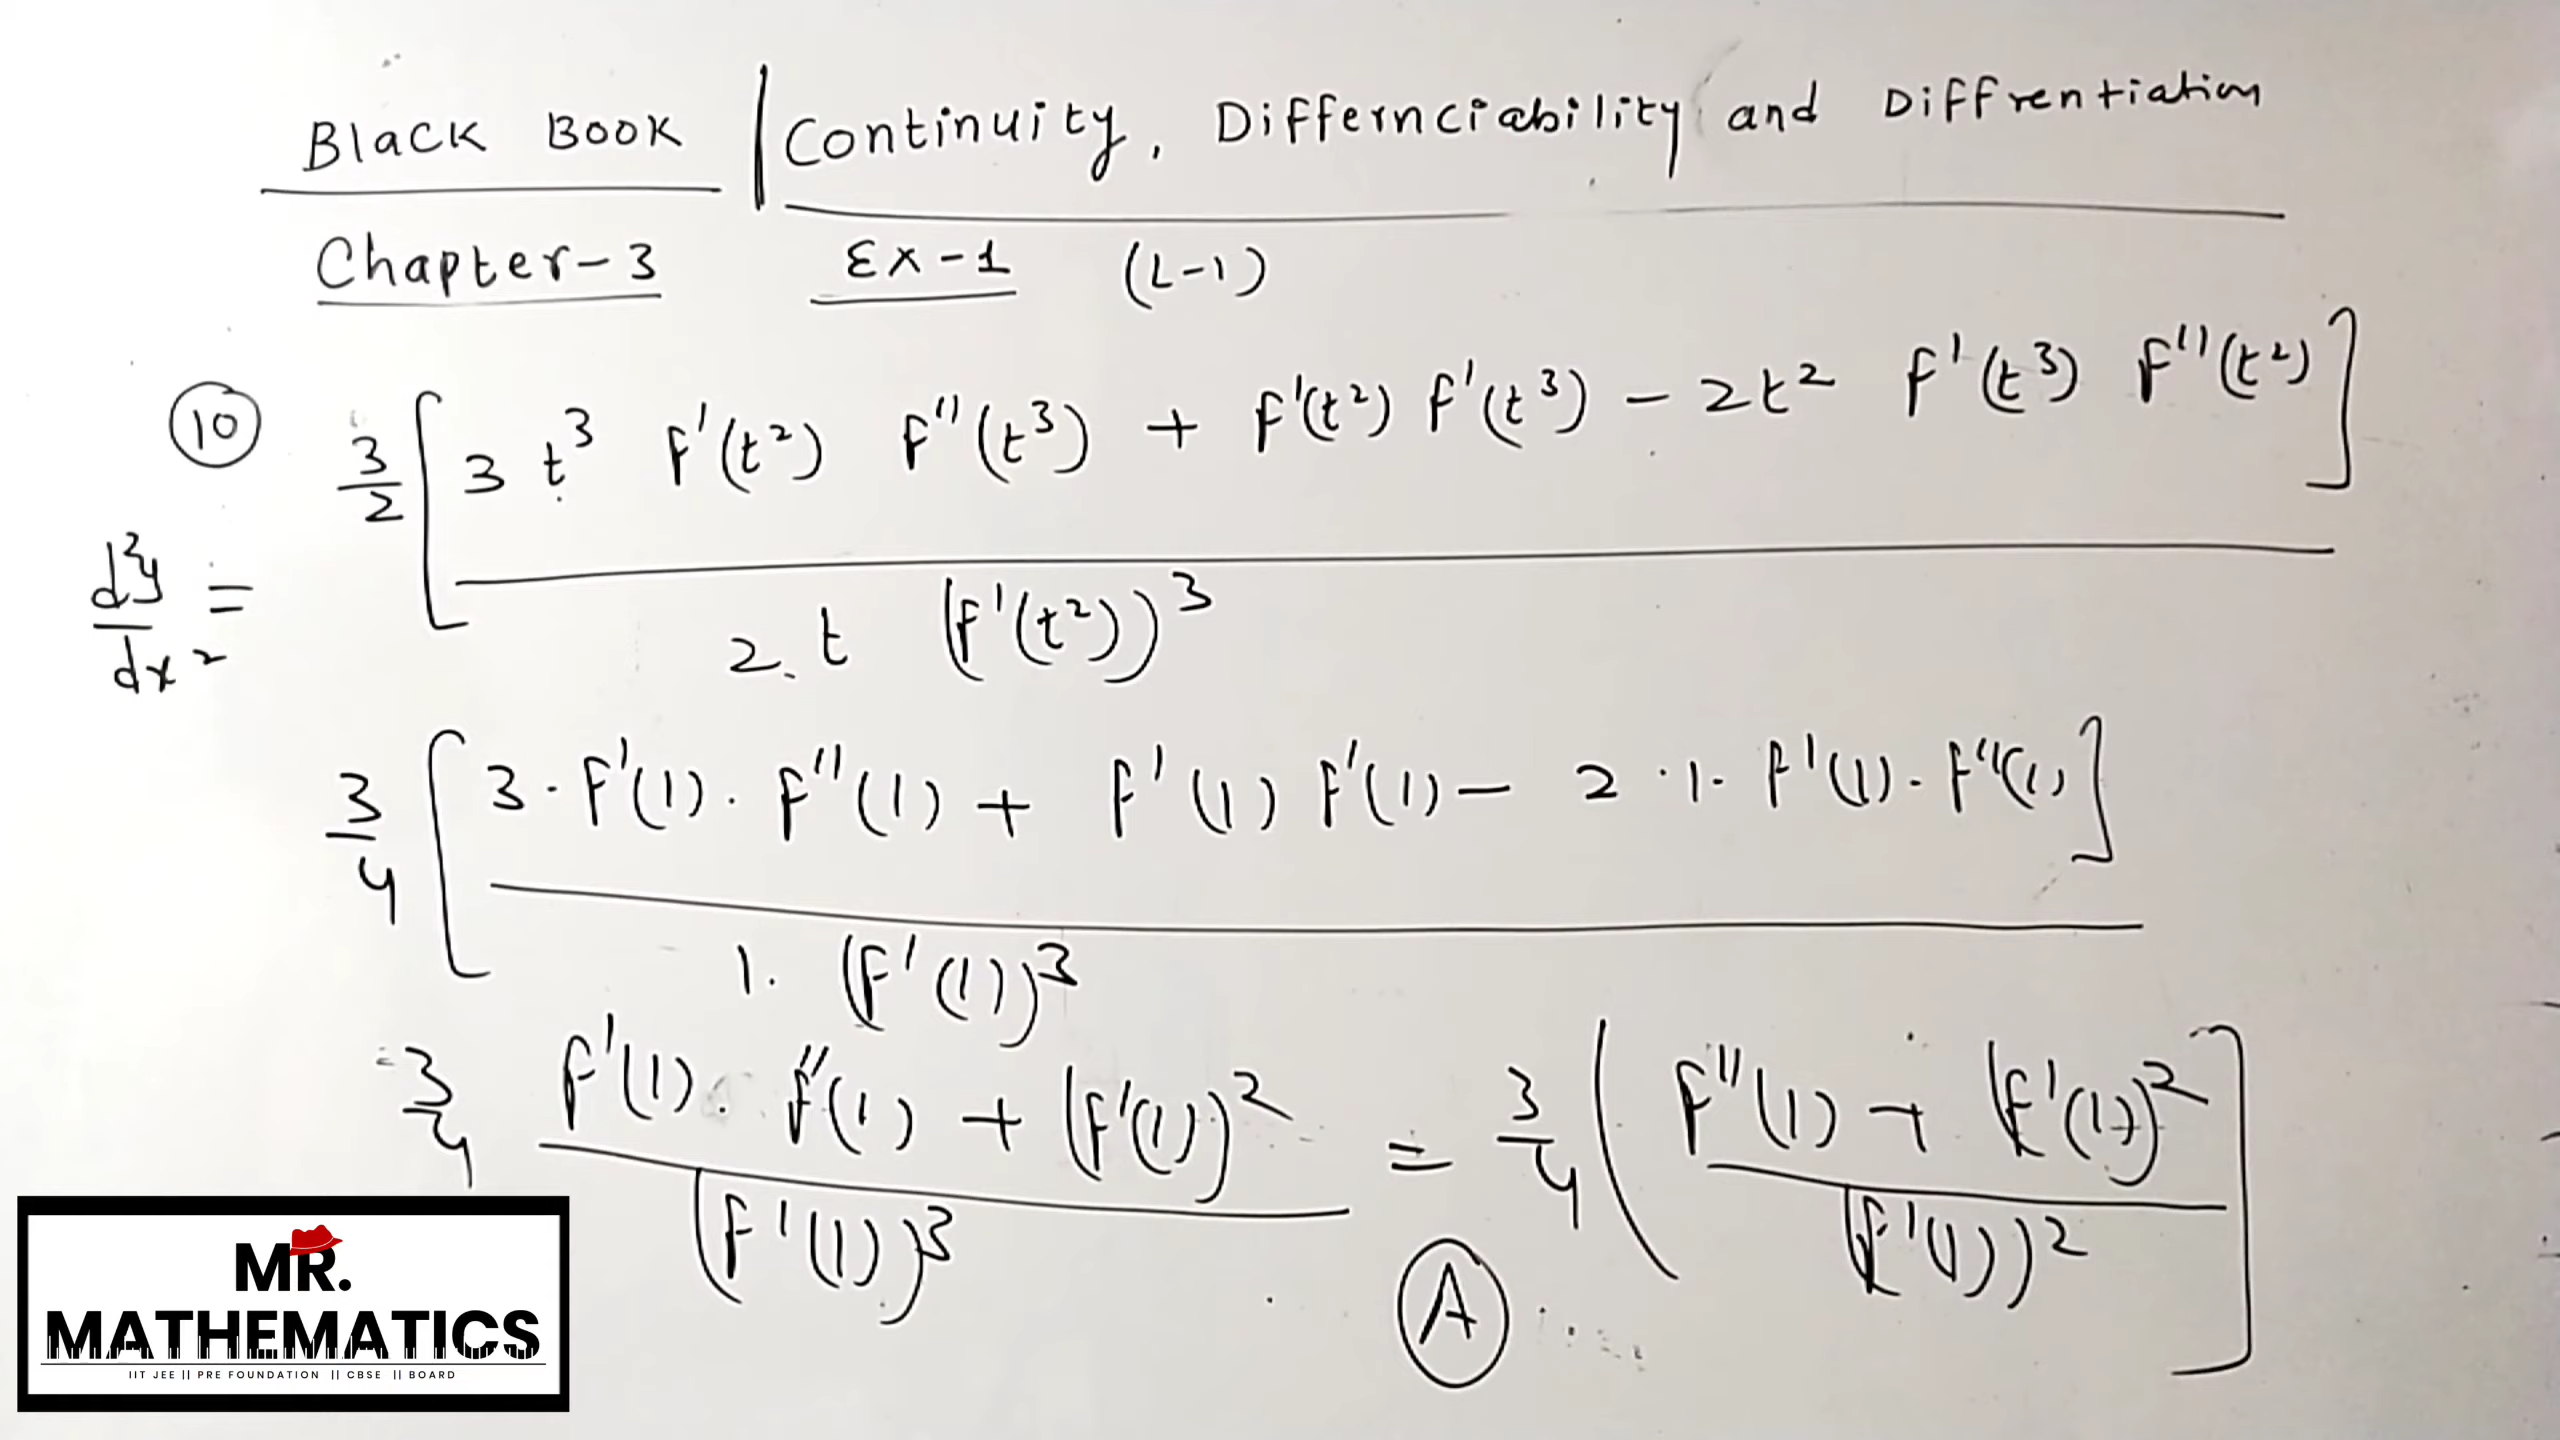 Black Book | Continuity, Differnciability and Diffrentiation
Chapter-3 Ex-1 (L-1)
(10) 3/2 [ 3 t³ f'(t²) f''(t³) + f'(t²) f'(t³) - 2t² f'(t³) f''(t²) ]
d²y/dx² =
2. t (f'(t²))³
3/4 [ 3 · f'(1) · f''(1) + f'(1) f'(1) - 2 · 1 · f'(1) · f''(1) ]
1. (f'(1))³
= 3/4 f'(1) · f''(1) + (f'(1))² / (f'(1))³ = 3/4 ( f''(1) + (f'(1))² / (f'(1))² ]
(A)
MR.
MATHEMATICS
IIT JEE || PRE FOUNDATION || CBSE || BOARD